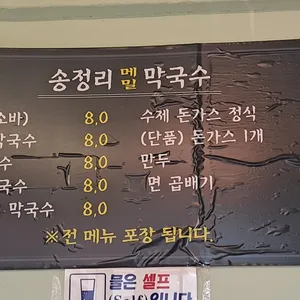 송정리 메밀 막국수
소바) 8,0 수제 돈가스 정식
막국수 8,0 (단품) 돈가스 1개
수 8,0 만두
국수 8,0 면 곱배기
막국수 8,0
※전 메뉴 포장 됩니다.
물은 셀프
(Self)입니다